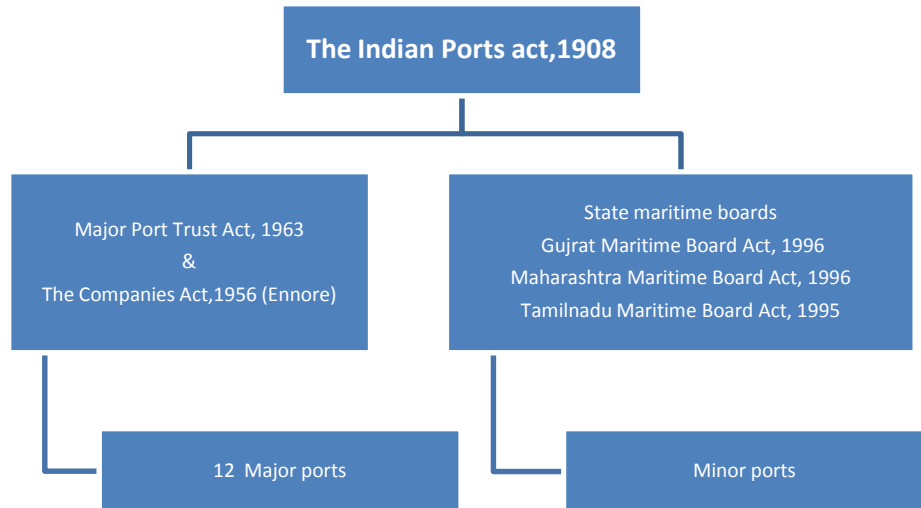 The Indian Ports act,1908
Major Port Trust Act, 1963
&
The Companies Act,1956 (Ennore)
State maritime boards
Gujrat Maritime Board Act, 1996
Maharashtra Maritime Board Act, 1996
Tamilnadu Maritime Board Act, 1995
12 Major ports
Minor ports